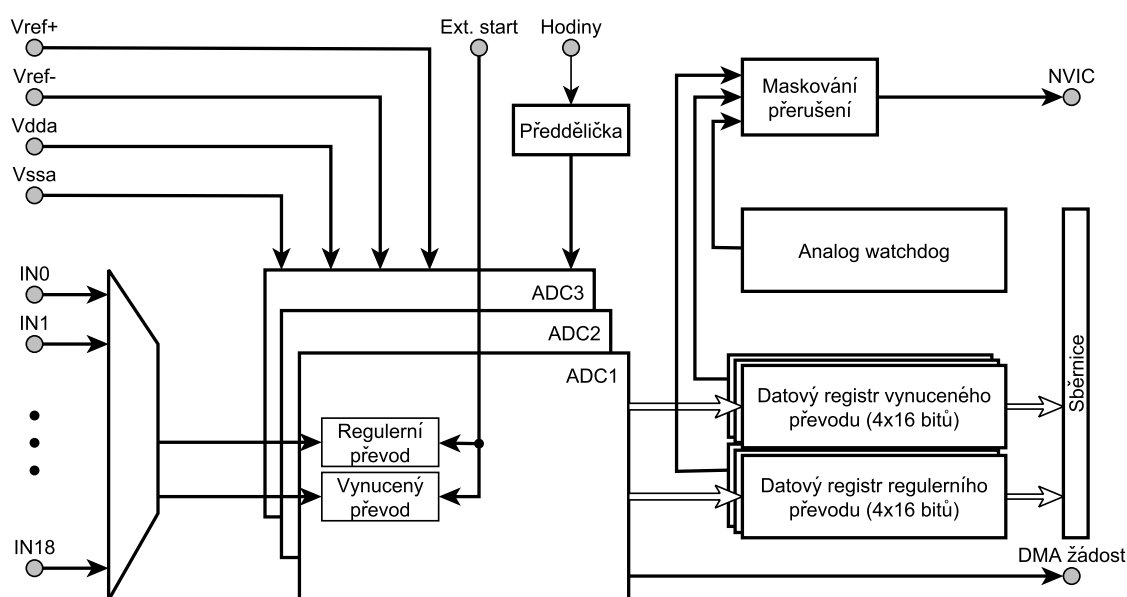 Vref+
Ext. start
Hodiny
Vref-
NVIC
Maskování
přerušení
Vdda
Předdělička
Vssa
Analog watchdog
IN0
ADC3
IN1
ADC2
ADC1
Sběrnice
Datový registr vynuceného
převodu (4x16 bitů)
Regulerní
převod
Vynucený
převod
Datový registr regulerního
převodu (4x16 bitů)
IN18
DMA žádost